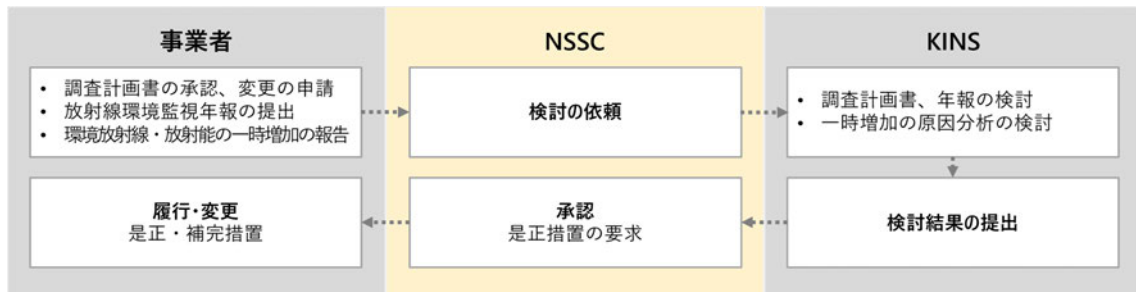 事業者
NSSC
KINS
• 調査計画書の承認、変更の申請
• 放射線環境監視年報の提出
• 環境放射線・放射能の一時増加の報告
検討の依頼
• 調査計画書、年報の検討
• 一時増加の原因分析の検討
履行・変更
是正・補完措置
承認
是正措置の要求
検討結果の提出